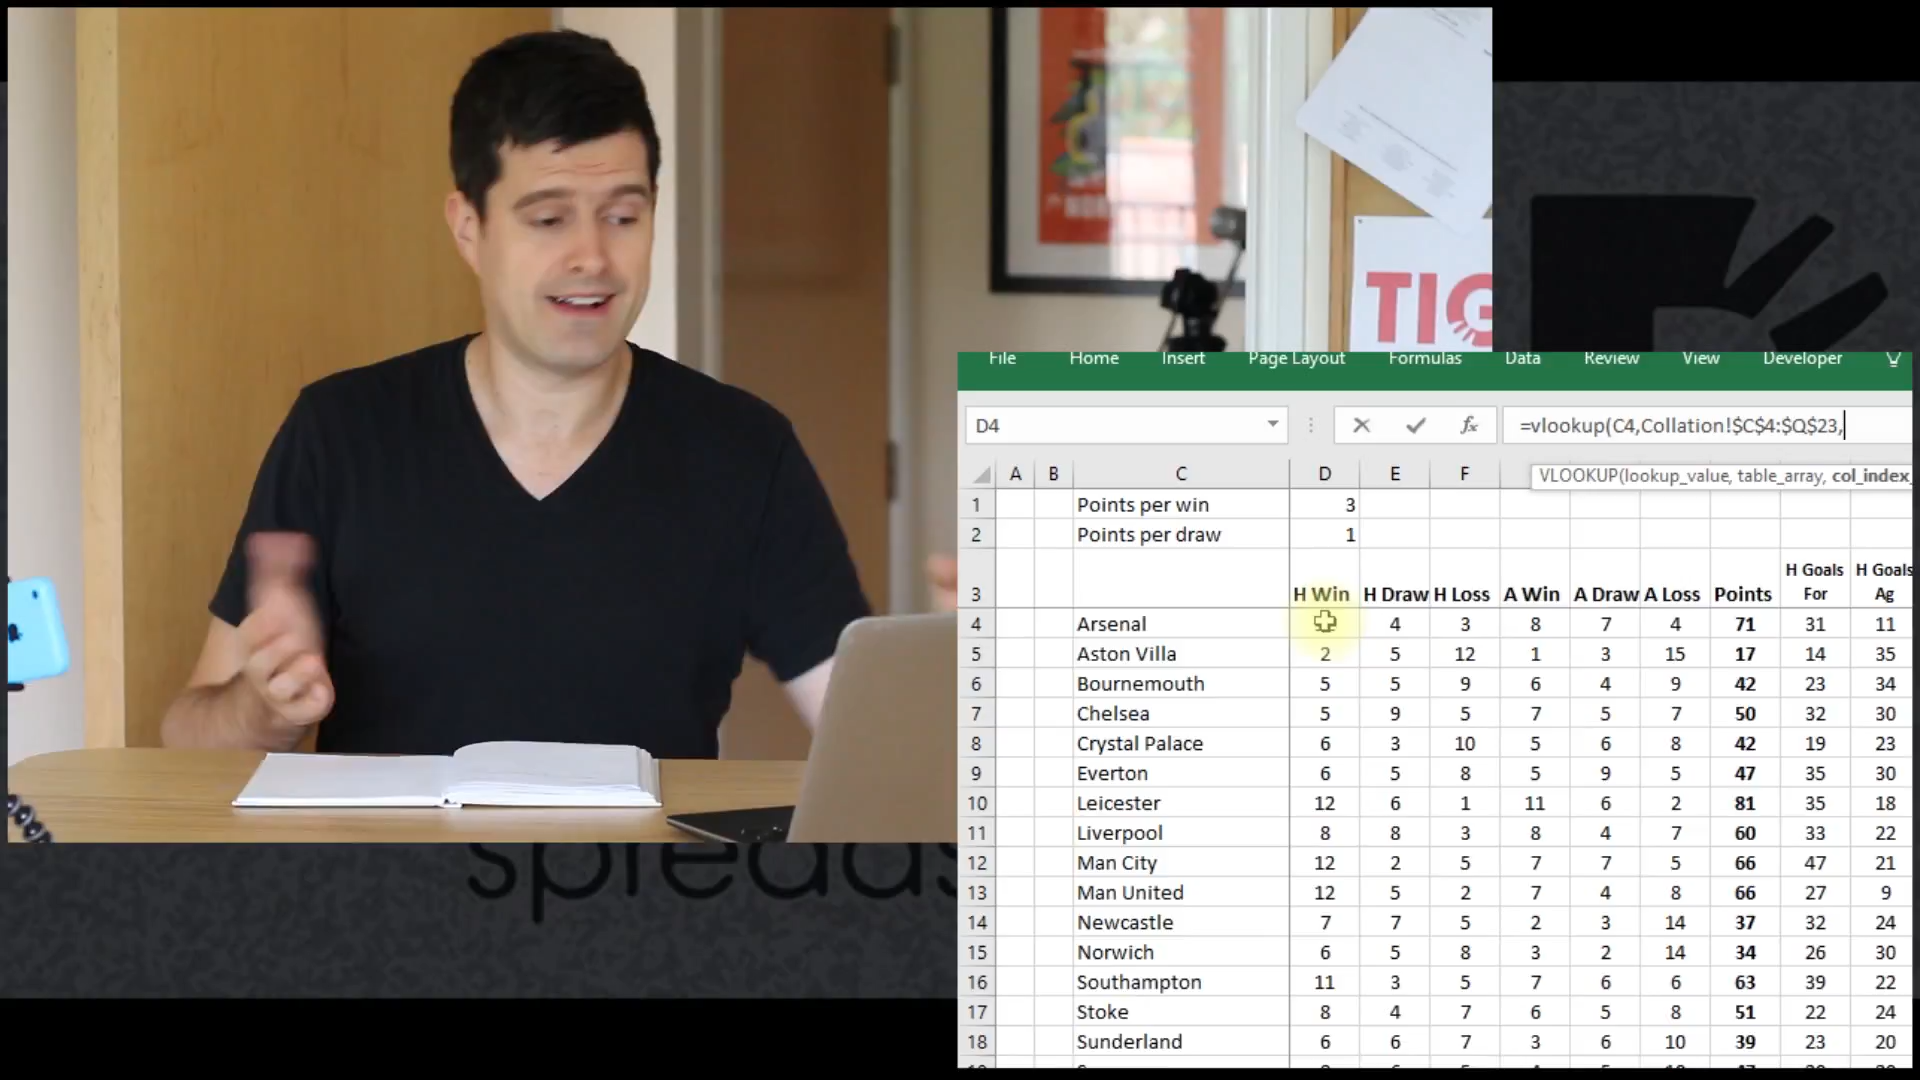 TIG
File Home Insert Page Layout Formulas Data Review View Developer
D4 fx =vlookup(C4,Collation!$C$4:$Q$23,
VLOOKUP(lookup_value, table_array, col_index_
A B C D E F
1 Points per win 3
2 Points per draw 1
3 H Win H Draw H Loss A Win A Draw A Loss Points H Goals For H Goals Ag
4 Arsenal 4 3 8 7 4 71 31 11
5 Aston Villa 2 5 12 1 3 15 17 14 35
6 Bournemouth 5 5 9 6 4 9 42 23 34
7 Chelsea 5 9 5 7 5 7 50 32 30
8 Crystal Palace 6 3 10 5 6 8 42 19 23
9 Everton 6 5 8 5 9 5 47 35 30
10 Leicester 12 6 1 11 6 2 81 35 18
11 Liverpool 8 8 3 8 4 7 60 33 22
12 Man City 12 2 5 7 7 5 66 47 21
13 Man United 12 5 2 7 4 8 66 27 9
14 Newcastle 7 7 5 2 3 14 37 32 24
15 Norwich 6 5 8 3 2 14 34 26 30
16 Southampton 11 3 5 7 6 6 63 39 22
17 Stoke 8 4 7 6 5 8 51 22 24
18 Sunderland 6 6 7 3 6 10 39 23 20
spreads